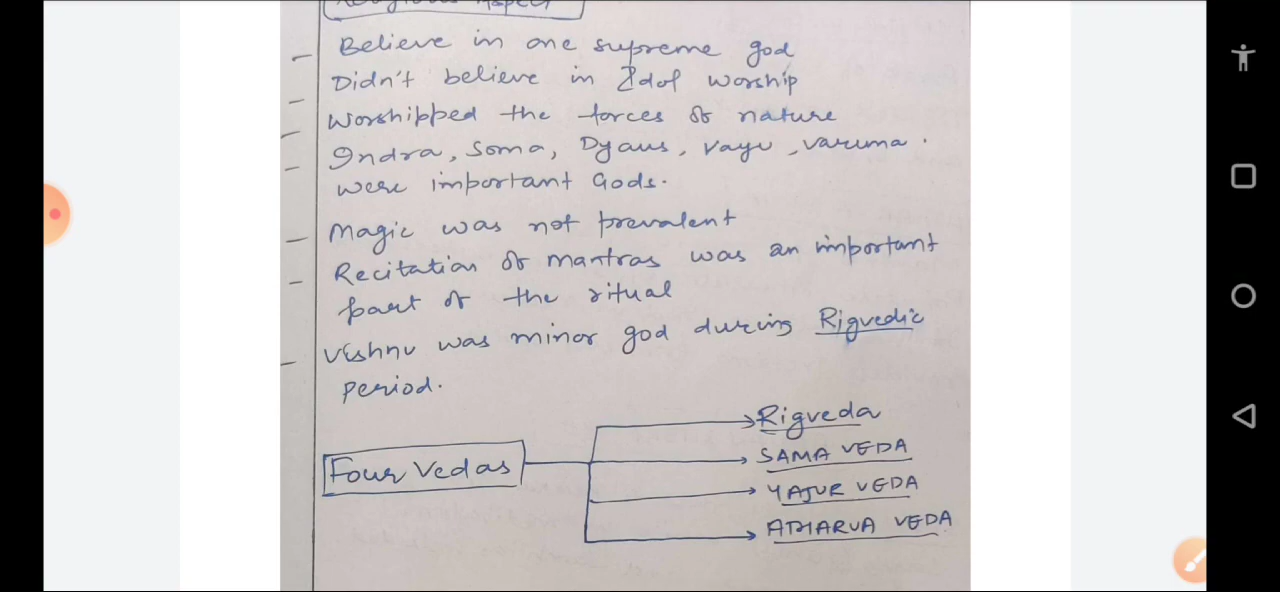 Religious Aspect
- Believe in one supreme god
- Didn't believe in Idol worship
- Worshipped the forces of nature
- Indra, Soma, Dyaus, Vayu, Varuna.
were important Gods.
- Magic was not prevalent
- Recitation of mantras was an important
part of the ritual
- Vishnu was minor god during Rigvedic
period.
Four Vedas
Rigveda
SAMA VEDA
YAJUR VEDA
ATHARVA VEDA